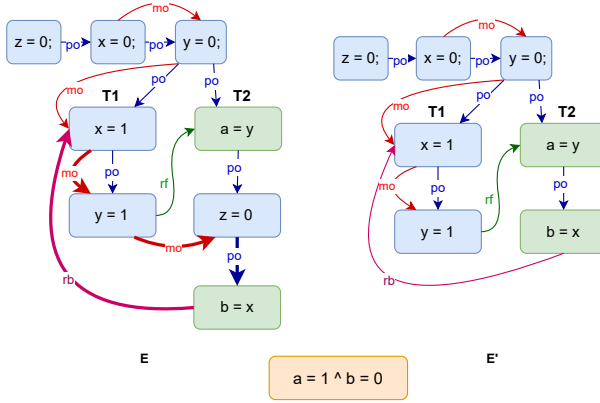 mo
mo
z = 0;
po
x = 0;
po
y = 0;
z = 0;
po
x = 0;
po
y = 0;
po
po
po
po
mo
mo
T1
T2
T1
T2
x = 1
a = y
x = 1
a = y
mo
po
rf
po
mo
po
rf
po
y = 1
z = 0
y = 1
b = x
mo
po
rb
rb
b = x
E
E'
a = 1 ^ b = 0